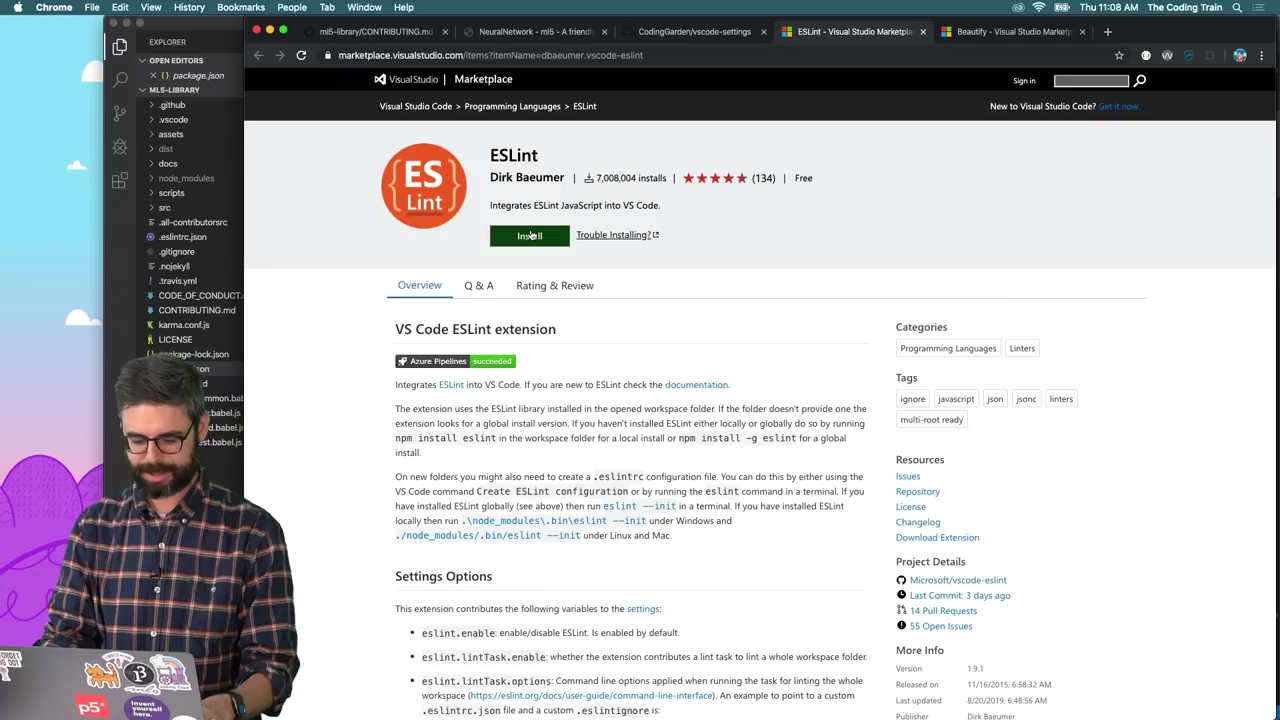 Chrome File Edit View History Bookmarks People Window Help
Thu 11:08 AM The Coding Train
EXPLORER
OPEN EDITORS
package.json
ML5-LIBRARY
.github
.vscode
assets
dist
docs
node_modules
scripts
src
.all-contributorsrc
.eslintrc.json
.gitignore
.nojekyll
.travis.yml
CODE_OF_CONDUCT.
CONTRIBUTING.md
karma.conf.js
LICENSE
package-lock.json
ml5-library/CONTRIBUTING.md
NeuralNetwork - ml5 - A friendly
CodingGarden/vscode-settings
ESLint - Visual Studio Marketpla
Beautify - Visual Studio Marketp
marketplace.visualstudio.com/items?itemName=dbaeumer.vscode-eslint
Visual Studio | Marketplace
Sign in
Visual Studio Code > Programming Languages > ESLint
New to Visual Studio Code? Get it now.
{ES
Lint}
ESLint
Dirk Baeumer | 7,008,004 installs | (134) | Free
Integrates ESLint JavaScript into VS Code.
Install
Trouble Installing?
Overview Q & A Rating & Review
VS Code ESLint extension
Azure Pipelines succeeded
Integrates ESLint into VS Code. If you are new to ESLint check the documentation.
The extension uses the ESLint library installed in the opened workspace folder. If the folder doesn't provide one the
extension looks for a global install version. If you haven't installed ESLint either locally or globally do so by running
npm install eslint in the workspace folder for a local install or npm install -g eslint for a global
install.
On new folders you might also need to create a .eslintrc configuration file. You can do this by either using the
VS Code command Create ESLint configuration or by running the eslint command in a terminal. If you
have installed ESLint globally (see above) then run eslint --init in a terminal. If you have installed ESLint
locally then run .\node_modules\.bin\eslint --init under Windows and
./node_modules/.bin/eslint --init under Linux and Mac.
Settings Options
This extension contributes the following variables to the settings:
• eslint.enable: enable/disable ESLint. Is enabled by default.
• eslint.lintTask.enable: whether the extension contributes a lint task to lint a whole workspace folder.
• eslint.lintTask.options: Command line options applied when running the task for linting the whole
workspace (https://eslint.org/docs/user-guide/command-line-interface). An example to point to a custom
.eslintrc.json file and a custom .eslintignore is:
Categories
Programming Languages Linters
Tags
ignore javascript json jsonc linters
multi-root ready
Resources
Issues
Repository
License
Changelog
Download Extension
Project Details
Microsoft/vscode-eslint
Last Commit: 3 days ago
14 Pull Requests
55 Open Issues
More Info
Version 1.9.1
Released on 11/16/2015, 6:58:32 AM
Last updated 8/20/2019, 6:48:56 AM
Publisher Dirk Baeumer
p5*
Invent
yourself
here.